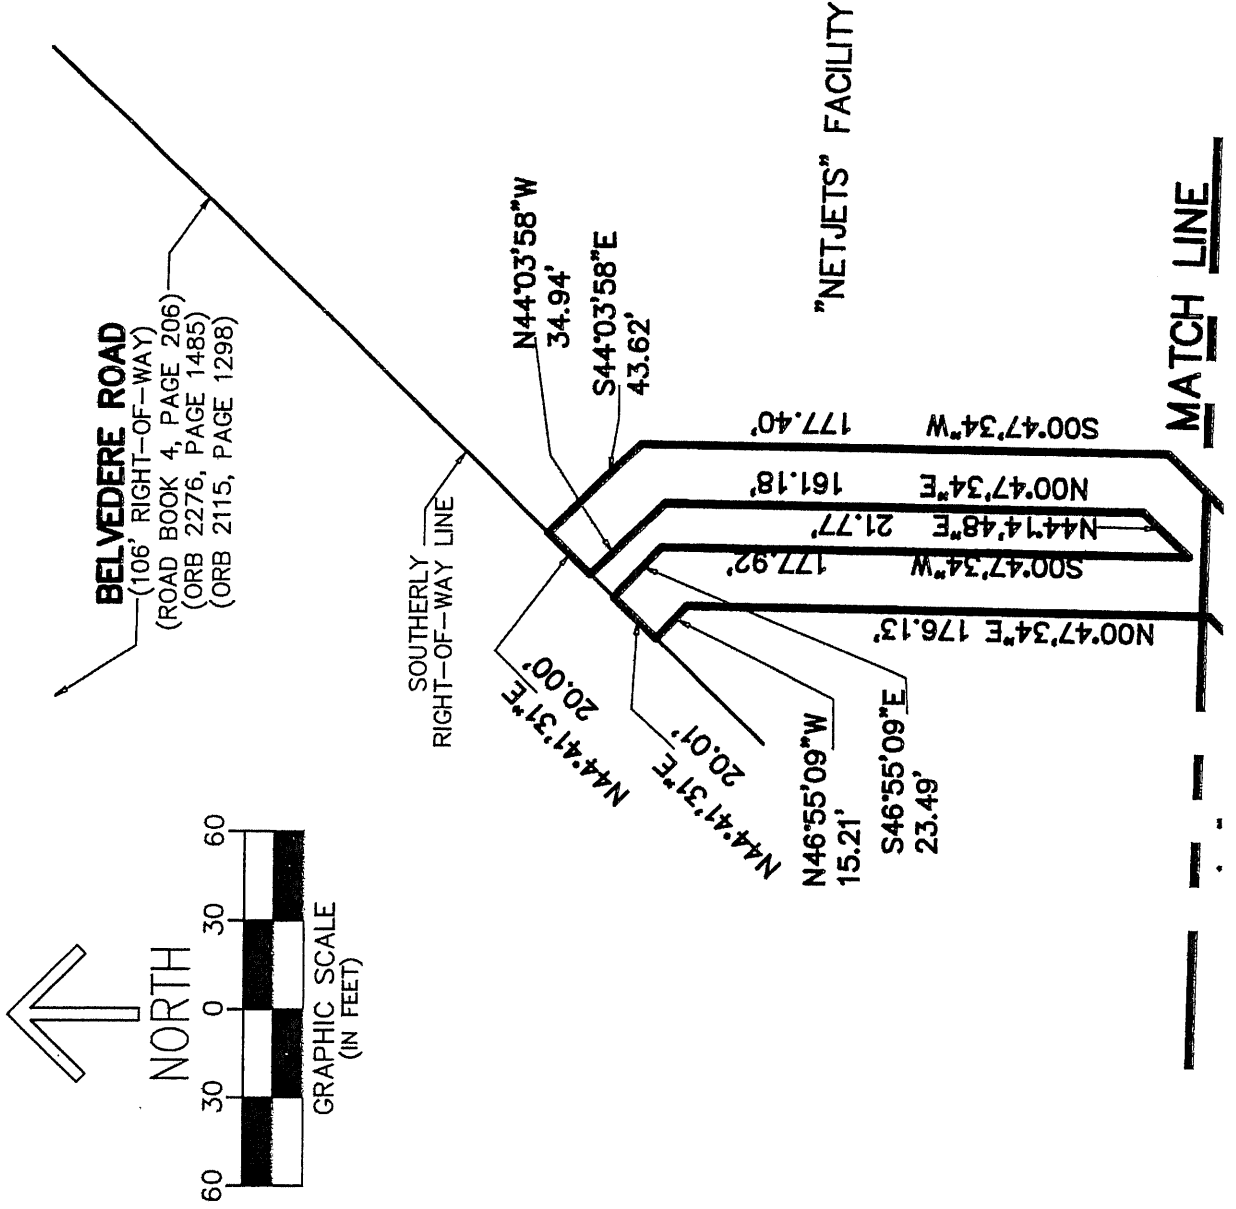 BELVEDERE ROAD
(106' RIGHT-OF-WAY)
(ROAD BOOK 4, PAGE 206)
(ORB 2276, PAGE 1485)
(ORB 2115, PAGE 1298)
NORTH
60
30
0
30
60
GRAPHIC SCALE
(IN FEET)
SOUTHERLY
RIGHT-OF-WAY LINE
N44°03'58"W
34.94'
S44°03'58"E
43.62'
"NETJETS" FACILITY
N44°41'31"E
20.00'
N44°41'31"E
20.01'
N46°55'09"W
15.21'
S46°55'09"E
23.49'
S00°47'34"W 177.40'
N00°47'34"E 161.18'
N44°14'48"E 21.77'
S00°47'34"W 177.92'
N00°47'34"E 176.13'
MATCH LINE